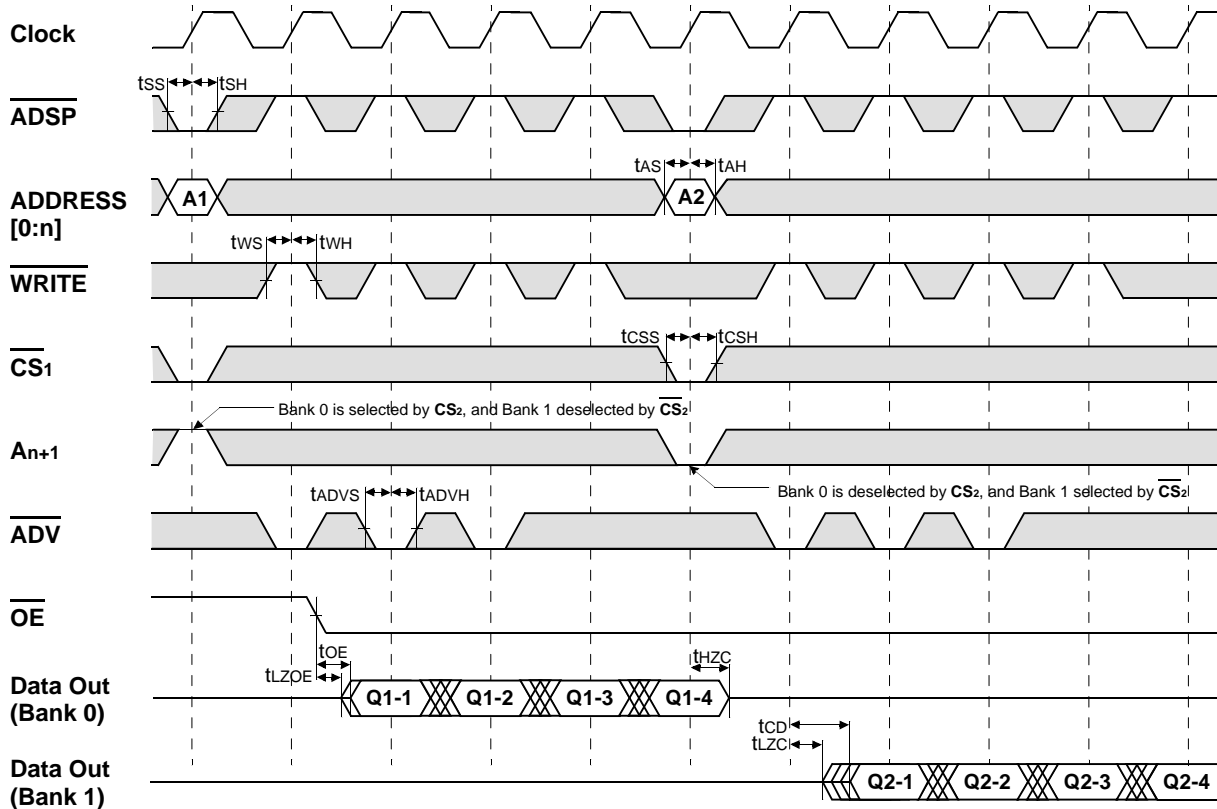 Clock
tSS tSH
ADSP
tAS tAH
ADDRESS
[0:n]
A1 A2
tWS tWH
WRITE
tCSS tCSH
CS1
Bank 0 is selected by CS2, and Bank 1 deselected by CS2
An+1
Bank 0 is deselected by CS2, and Bank 1 selected by CS2
tADVS tADVH
ADV
OE
tOE tHZC
tLZOE
Data Out
(Bank 0)
Q1-1 Q1-2 Q1-3 Q1-4
tCD
tLZC
Data Out
(Bank 1)
Q2-1 Q2-2 Q2-3 Q2-4